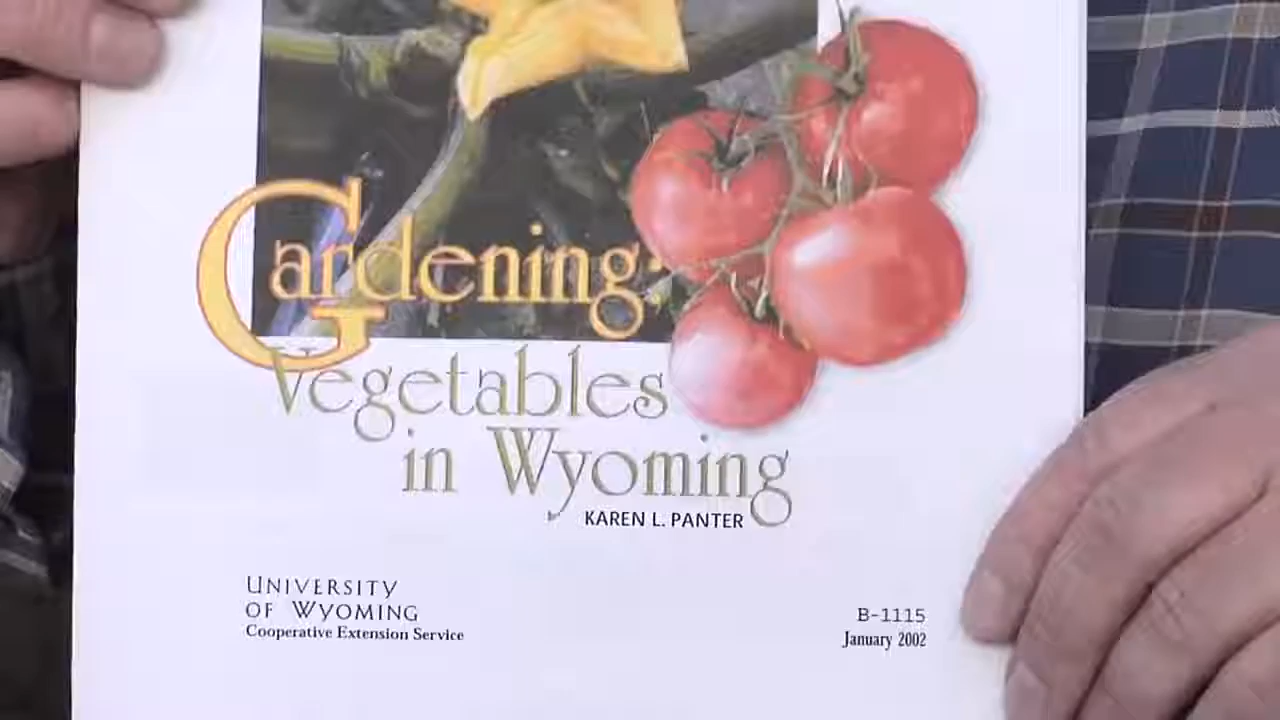 Gardening:
Vegetables
in Wyoming
KAREN L. PANTER
UNIVERSITY
OF WYOMING
Cooperative Extension Service
B-1115
January 2002